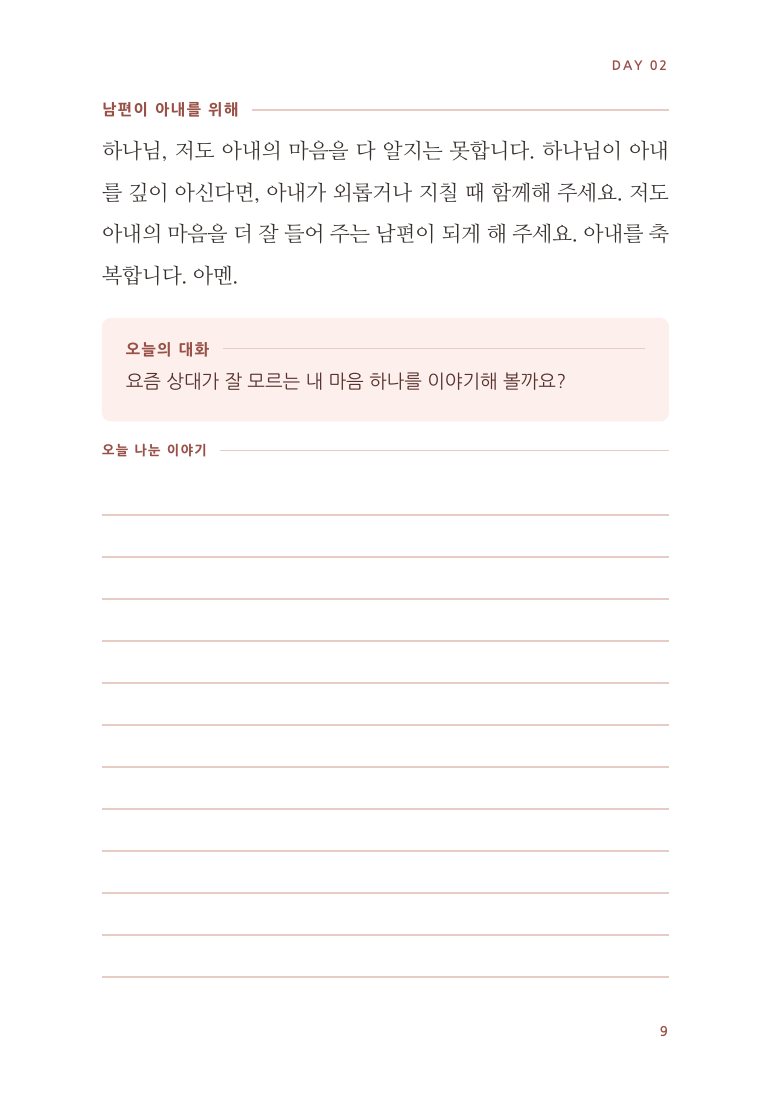 DAY 02
남편이 아내를 위해
하나님, 저도 아내의 마음을 다 알지는 못합니다. 하나님이 아내
를 깊이 아신다면, 아내가 외롭거나 지칠 때 함께해 주세요. 저도
아내의 마음을 더 잘 들어 주는 남편이 되게 해 주세요. 아내를 축
복합니다. 아멘.
오늘의 대화
요즘 상대가 잘 모르는 내 마음 하나를 이야기해 볼까요?
오늘 나눈 이야기
9